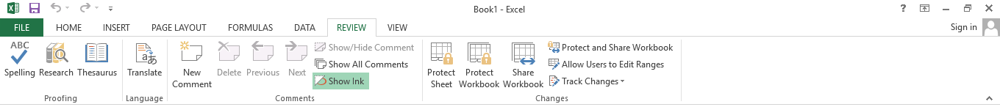 Book1 - Excel
?
FILE HOME INSERT PAGE LAYOUT FORMULAS DATA REVIEW VIEW Sign in
ABC
Spelling Research Thesaurus
Proofing
Translate
Language
New Comment
Delete Previous Next
Show/Hide Comment
Show All Comments
Show Ink
Comments
Protect Sheet
Protect Workbook
Share Workbook
Protect and Share Workbook
Allow Users to Edit Ranges
Track Changes
Changes